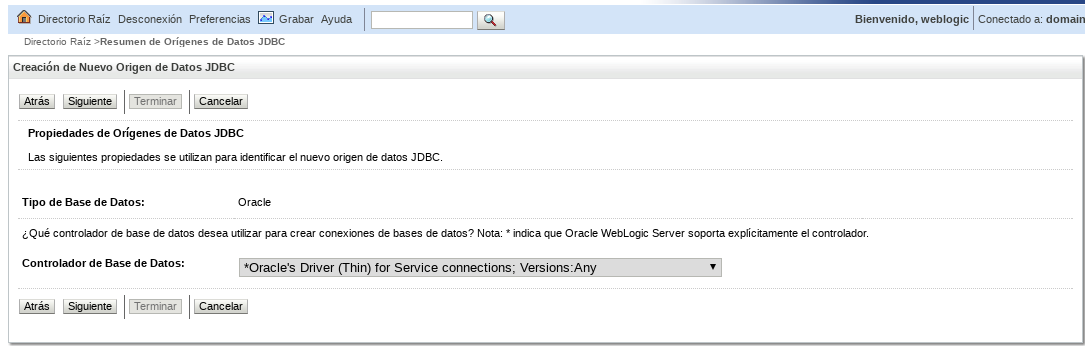 Directorio Raíz Desconexión Preferencias Grabar Ayuda Bienvenido, weblogic Conectado a: domain
Directorio Raíz >Resumen de Orígenes de Datos JDBC
Creación de Nuevo Origen de Datos JDBC
Atrás Siguiente Terminar Cancelar
Propiedades de Orígenes de Datos JDBC
Las siguientes propiedades se utilizan para identificar el nuevo origen de datos JDBC.
Tipo de Base de Datos: Oracle
¿Qué controlador de base de datos desea utilizar para crear conexiones de bases de datos? Nota: * indica que Oracle WebLogic Server soporta explícitamente el controlador.
Controlador de Base de Datos: *Oracle's Driver (Thin) for Service connections; Versions:Any
Atrás Siguiente Terminar Cancelar